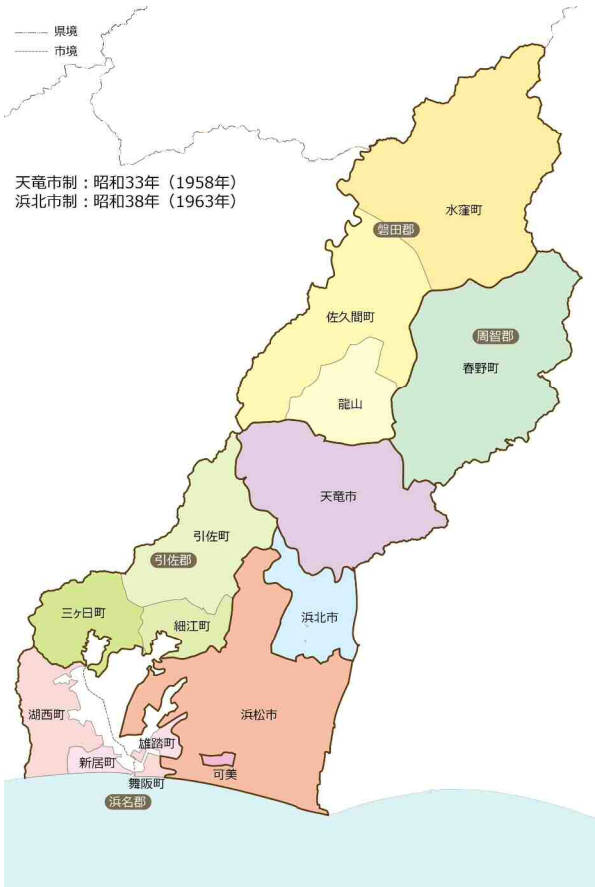 県境
市境
天竜市制：昭和33年（1958年）
浜北市制：昭和38年（1963年）
水窪町
磐田郡
佐久間町
周智郡
春野町
龍山
天竜市
引佐町
引佐郡
三ヶ日町
細江町
浜北市
湖西町
浜松市
雄踏町
新居町
可美
舞阪町
浜名郡